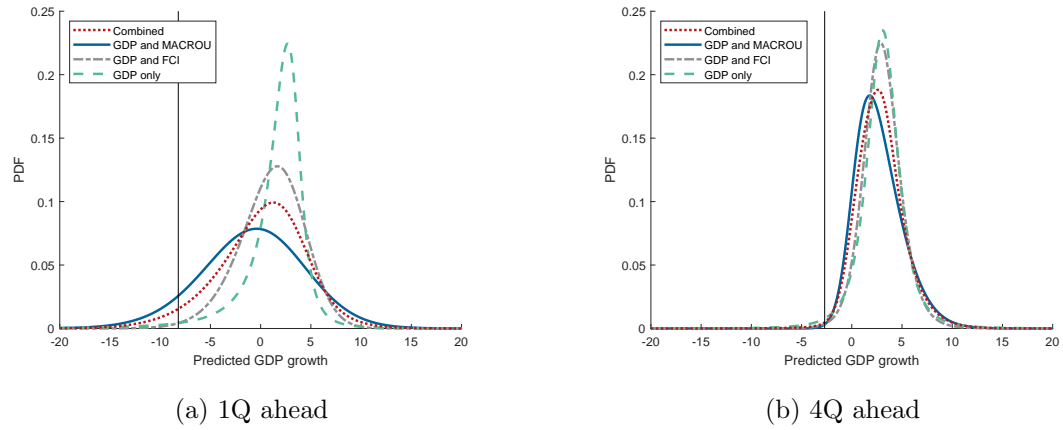 0.25
0.2
0.15
0.1
0.05
0
PDF
Combined
GDP and MACROU
GDP and FCI
GDP only
-20 -15 -10 -5 0 5 10 15 20
Predicted GDP growth
(a) 1Q ahead
0.25
0.2
0.15
0.1
0.05
0
PDF
Combined
GDP and MACROU
GDP and FCI
GDP only
-20 -15 -10 -5 0 5 10 15 20
Predicted GDP growth
(b) 4Q ahead